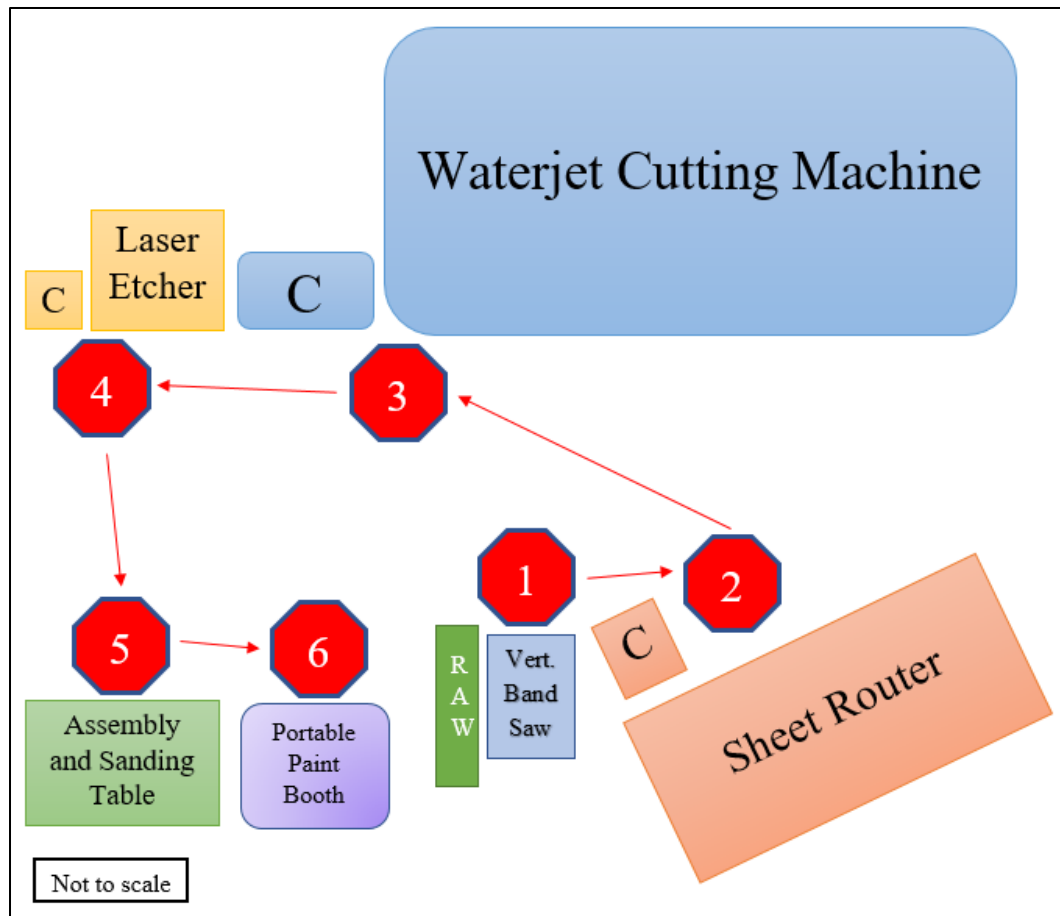 Waterjet Cutting Machine
Laser
Etcher
C
C
4
3
1
2
5
6
R
A
W
Vert.
Band
Saw
C
Sheet Router
Assembly
and Sanding
Table
Portable
Paint
Booth
Not to scale